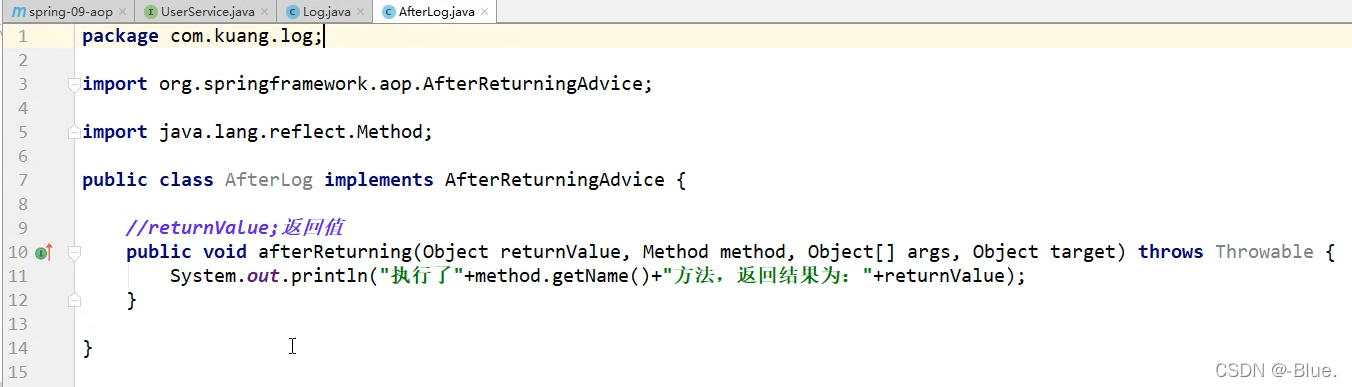 spring-09-aop UserService.java Log.java AfterLog.java
1 package com.kuang.log;
2
3 import org.springframework.aop.AfterReturningAdvice;
4
5 import java.lang.reflect.Method;
6
7 public class AfterLog implements AfterReturningAdvice {
8
9 //returnValue;返回值
10 public void afterReturning(Object returnValue, Method method, Object[] args, Object target) throws Throwable {
11 System.out.println("执行了"+method.getName()+"方法，返回结果为："+returnValue);
12 }
13
14 }
15
CSDN @-Blue.